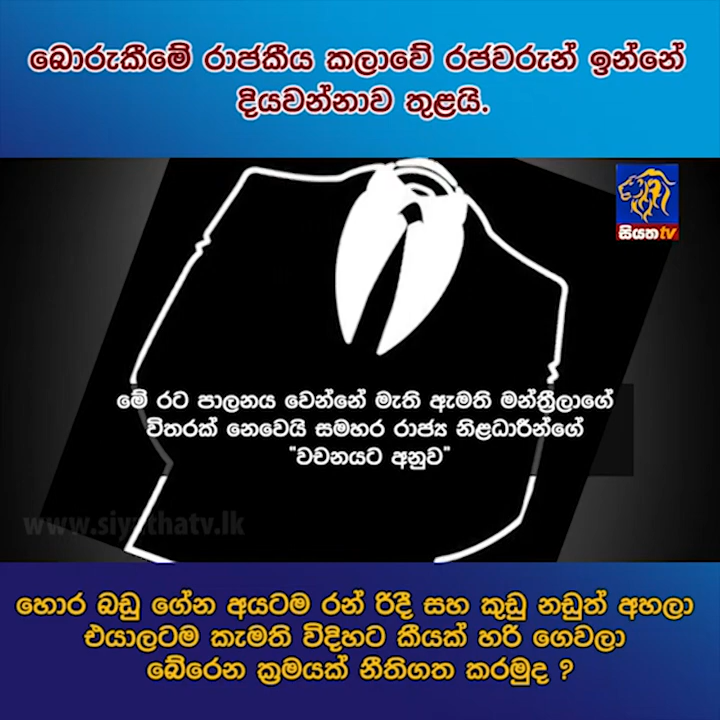 බොරුකීමේ රාජකීය කලාවේ රජවරුන් ඉන්නේ
දියවන්නාව තුළයි.
සියත tv
මේ රට පාලනය වෙන්නේ මැති ඇමති මන්ත්‍රීලාගේ
විතරක් නෙවෙයි සමහර රාජ්‍ය නිළධාරීන්ගේ
"වචනයට අනුව"
www.siyathatv.lk
හොර බඩු ගේන අයටම රන් රිදී සහ කුඩු නඩුත් අහලා
එයාලටම කැමති විදිහට කීයක් හරි ගෙවලා
බේරෙන ක්‍රමයක් නීතිගත කරමුද ?